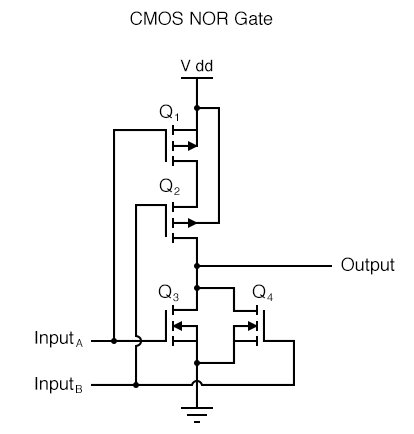 CMOS NOR Gate
V dd
Q1
Q2
Output
Q3 Q4
InputA
InputB